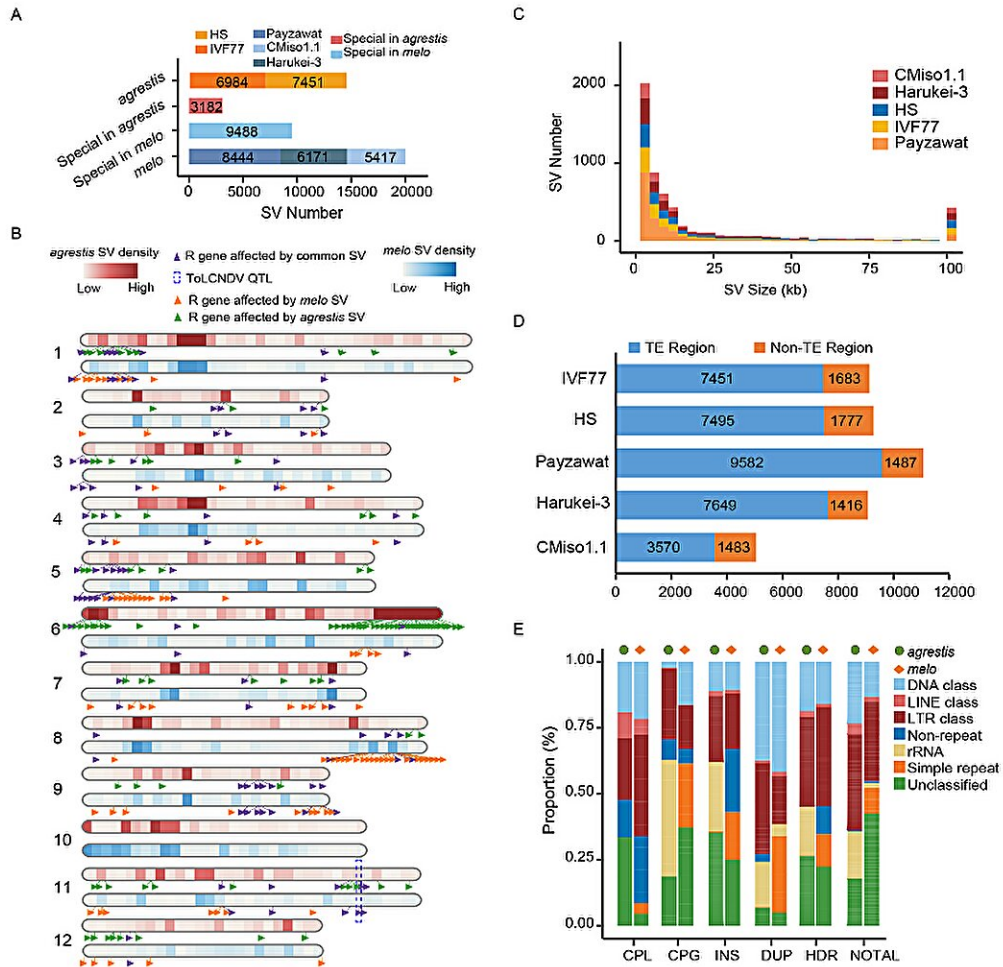 A
HS
IVF77
Payzawat
CMiso1.1
Harukei-3
Special in agrestis
Special in melo
agrestis
6984
7451
Special in agrestis
3182
Special in melo
9488
melo
8444
6171
5417
0
5000
10000
15000
20000
SV Number
B
agrestis SV density
Low
High
R gene affected by common SV
ToLCNDV QTL
R gene affected by melo SV
R gene affected by agrestis SV
melo SV density
Low
High
1
2
3
4
5
6
7
8
9
10
11
12
C
SV Number
2000
1000
0
CMiso1.1
Harukei-3
HS
IVF77
Payzawat
0
25
50
75
100
SV Size (kb)
D
TE Region
Non-TE Region
IVF77
7451
1683
HS
7495
1777
Payzawat
9582
1487
Harukei-3
7649
1416
CMiso1.1
3570
1483
0
2000
4000
6000
8000
10000
12000
E
Proportion (%)
1.00
0.75
0.50
0.25
0.00
agrestis
melo
DNA class
LINE class
LTR class
Non-repeat
rRNA
Simple repeat
Unclassified
CPL
CPG
INS
DUP
HDR
NOTAL